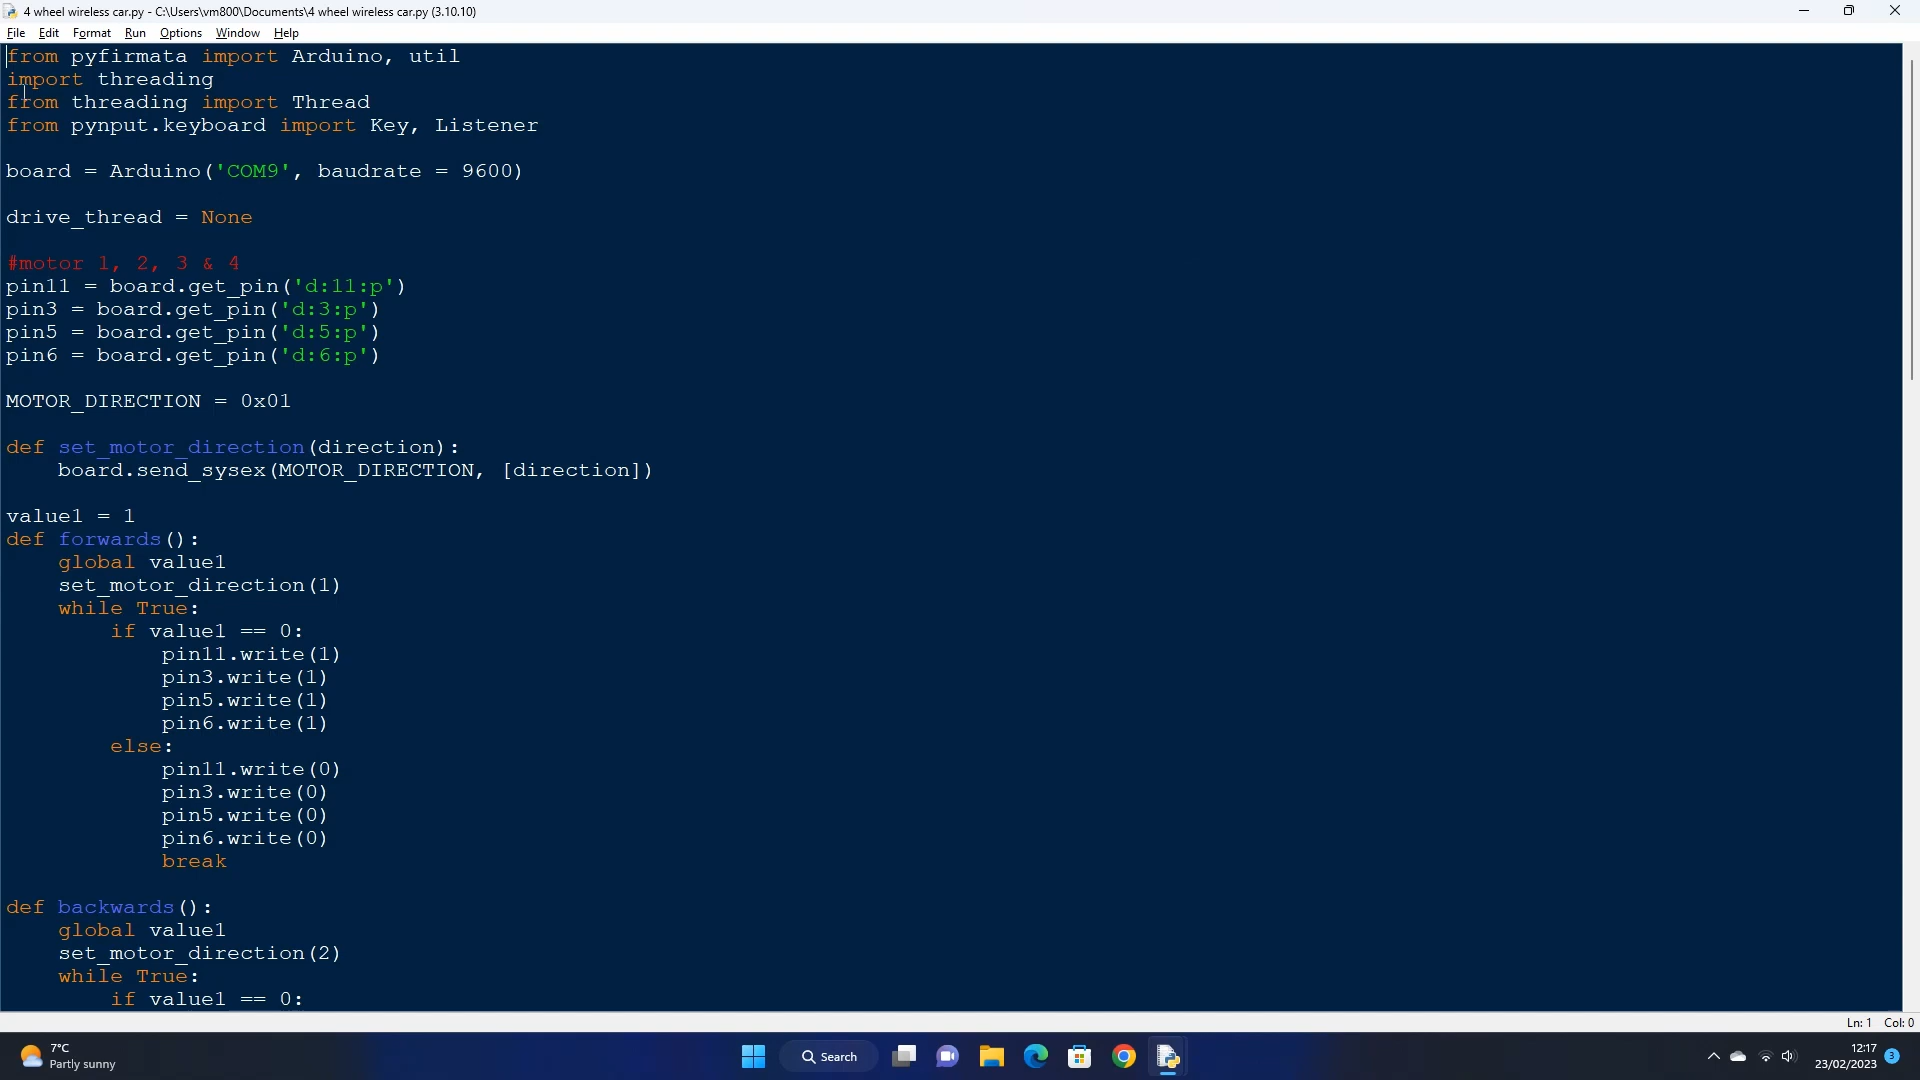 4 wheel wireless car.py - C:\Users\vm800\Documents\4 wheel wireless car.py (3.10.10)
File Edit Format Run Options Window Help
from pyfirmata import Arduino, util
import threading
from threading import Thread
from pynput.keyboard import Key, Listener
board = Arduino('COM9', baudrate = 9600)
drive_thread = None
#motor 1, 2, 3 & 4
pin11 = board.get_pin('d:11:p')
pin3 = board.get_pin('d:3:p')
pin5 = board.get_pin('d:5:p')
pin6 = board.get_pin('d:6:p')
MOTOR_DIRECTION = 0x01
def set_motor_direction(direction):
    board.send_sysex(MOTOR_DIRECTION, [direction])
value1 = 1
def forwards():
    global value1
    set_motor_direction(1)
    while True:
        if value1 == 0:
            pin11.write(1)
            pin3.write(1)
            pin5.write(1)
            pin6.write(1)
        else:
            pin11.write(0)
            pin3.write(0)
            pin5.write(0)
            pin6.write(0)
            break
def backwards():
    global value1
    set_motor_direction(2)
    while True:
        if value1 == 0:
Ln: 1 Col: 0
7°C
Partly sunny
Search
12:17
23/02/2023
3